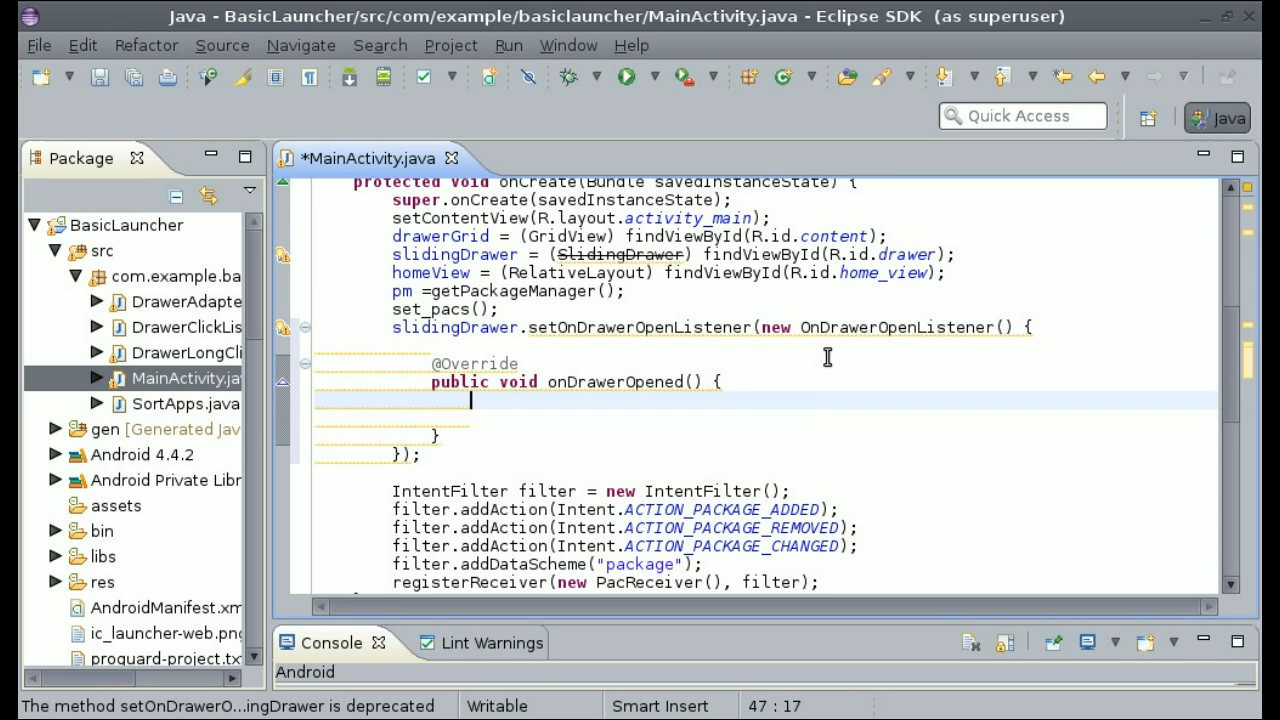 Java - BasicLauncher/src/com/example/basiclauncher/MainActivity.java - Eclipse SDK (as superuser)
File Edit Refactor Source Navigate Search Project Run Window Help
Quick Access
Java
Package
*MainActivity.java
BasicLauncher
src
com.example.ba
DrawerAdapte
DrawerClickLis
DrawerLongCli
MainActivity.ja
SortApps.java
gen [Generated Jav
Android 4.4.2
Android Private Libr
assets
bin
libs
res
AndroidManifest.xm
ic_launcher-web.png
proguard-project.tx
protected void onCreate(Bundle savedInstanceState) {
super.onCreate(savedInstanceState);
setContentView(R.layout.activity_main);
drawerGrid = (GridView) findViewById(R.id.content);
slidingDrawer = (SlidingDrawer) findViewById(R.id.drawer);
homeView = (RelativeLayout) findViewById(R.id.home_view);
pm =getPackageManager();
set_pacs();
slidingDrawer.setOnDrawerOpenListener(new OnDrawerOpenListener() {
@Override
public void onDrawerOpened() {
}
});
IntentFilter filter = new IntentFilter();
filter.addAction(Intent.ACTION_PACKAGE_ADDED);
filter.addAction(Intent.ACTION_PACKAGE_REMOVED);
filter.addAction(Intent.ACTION_PACKAGE_CHANGED);
filter.addDataScheme("package");
registerReceiver(new PacReceiver(), filter);
Console
Lint Warnings
Android
The method setOnDrawerO...ingDrawer is deprecated
Writable
Smart Insert
47 : 17